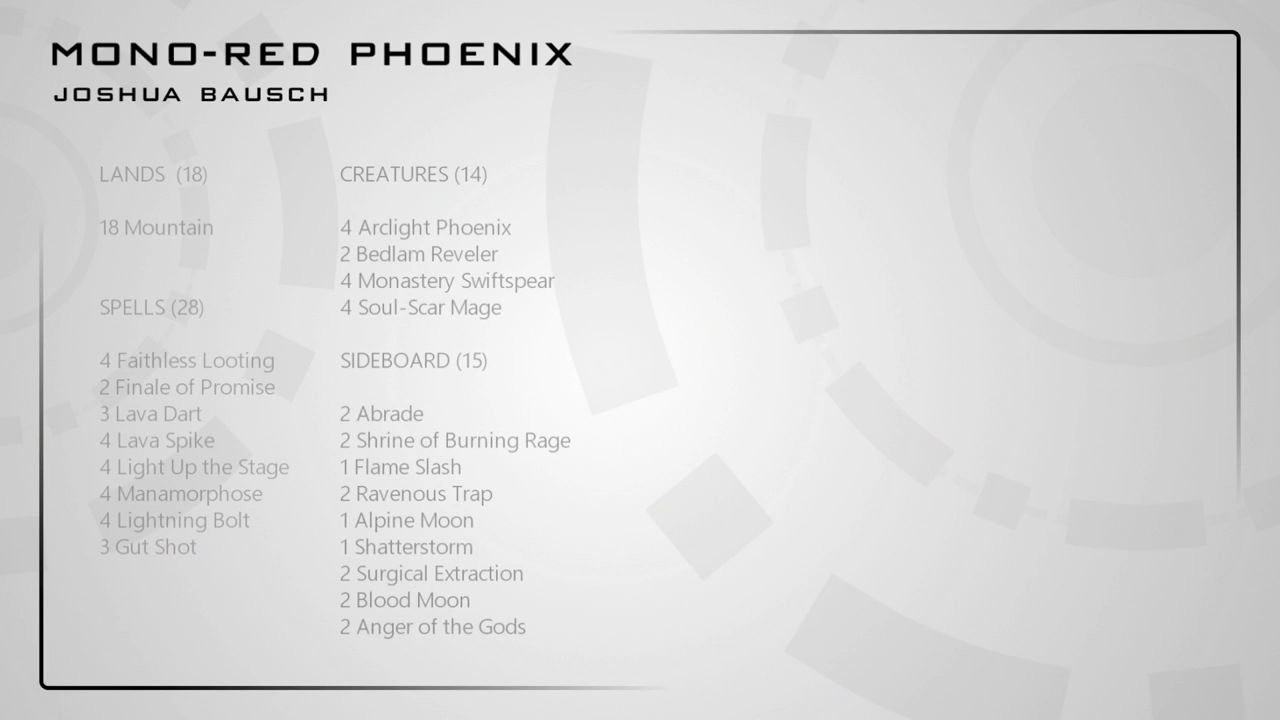 MONO-RED PHOENIX
JOSHUA BAUSCH
LANDS (18)
18 Mountain
SPELLS (28)
4 Faithless Looting
2 Finale of Promise
3 Lava Dart
4 Lava Spike
4 Light Up the Stage
4 Manamorphose
4 Lightning Bolt
3 Gut Shot
CREATURES (14)
4 Arclight Phoenix
2 Bedlam Reveler
4 Monastery Swiftspear
4 Soul-Scar Mage
SIDEBOARD (15)
2 Abrade
2 Shrine of Burning Rage
1 Flame Slash
2 Ravenous Trap
1 Alpine Moon
1 Shatterstorm
2 Surgical Extraction
2 Blood Moon
2 Anger of the Gods